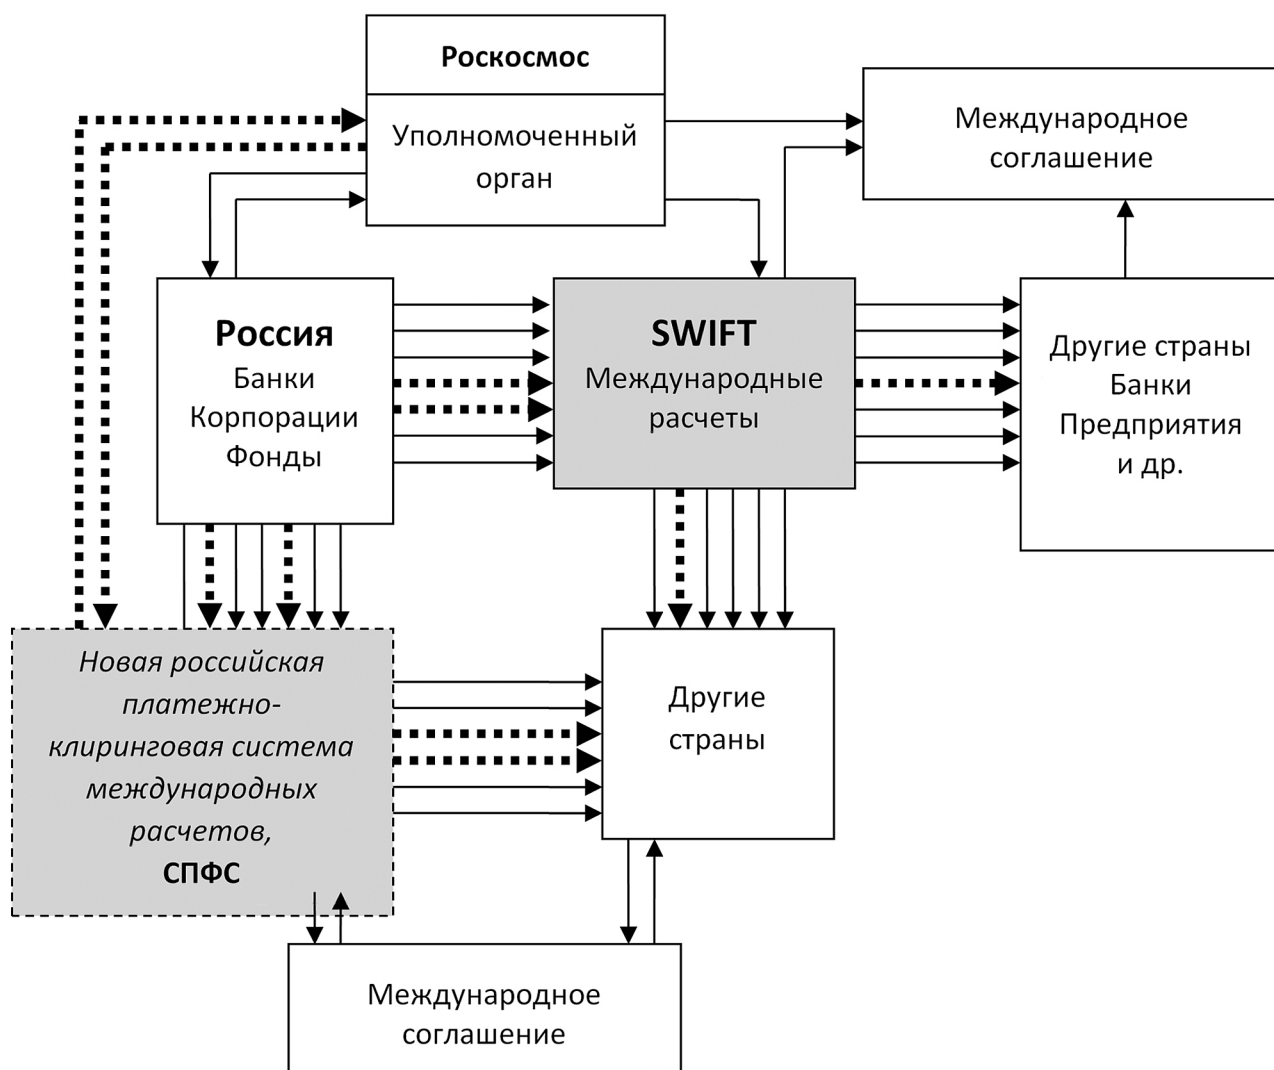 Роскосмос
Уполномоченный
орган
Международное
соглашение
Россия
Банки
Корпорации
Фонды
SWIFT
Международные
расчеты
Другие страны
Банки
Предприятия
и др.
Новая российская
платежно-
клиринговая система
международных
расчетов,
СПФС
Другие
страны
Международное
соглашение